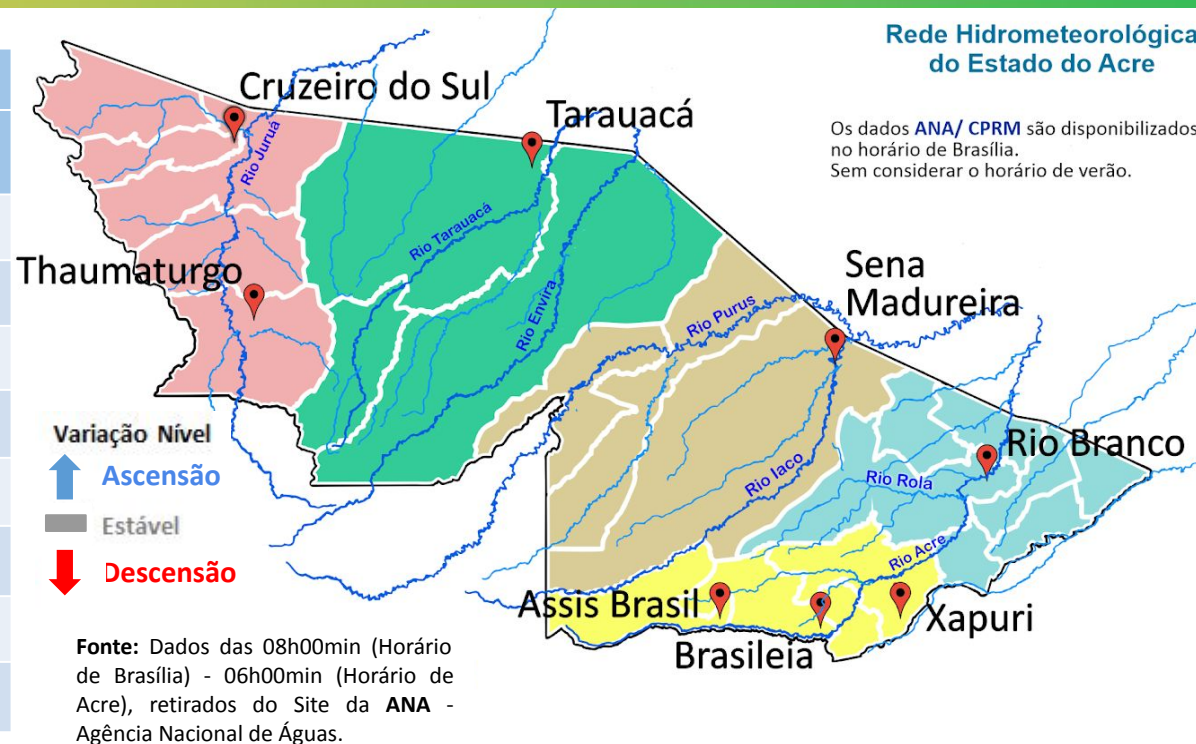 Rede Hidrometeorológica
do Estado do Acre
Os dados ANA/ CPRM são disponibilizados
no horário de Brasília.
Sem considerar o horário de verão.
Cruzeiro do Sul
Tarauacá
Rio Juruá
Rio Tarauacá
Thaumaturgo
Rio Envira
Sena
Madureira
Rio Purus
Variação Nível
Ascensão
Estável
Descensão
Rio Branco
Rio Iaco
Rio Rola
Rio Acre
Assis Brasil
Xapuri
Brasileia
Fonte: Dados das 08h00min (Horário
de Brasília) - 06h00min (Horário de
Acre), retirados do Site da ANA -
Agência Nacional de Águas.